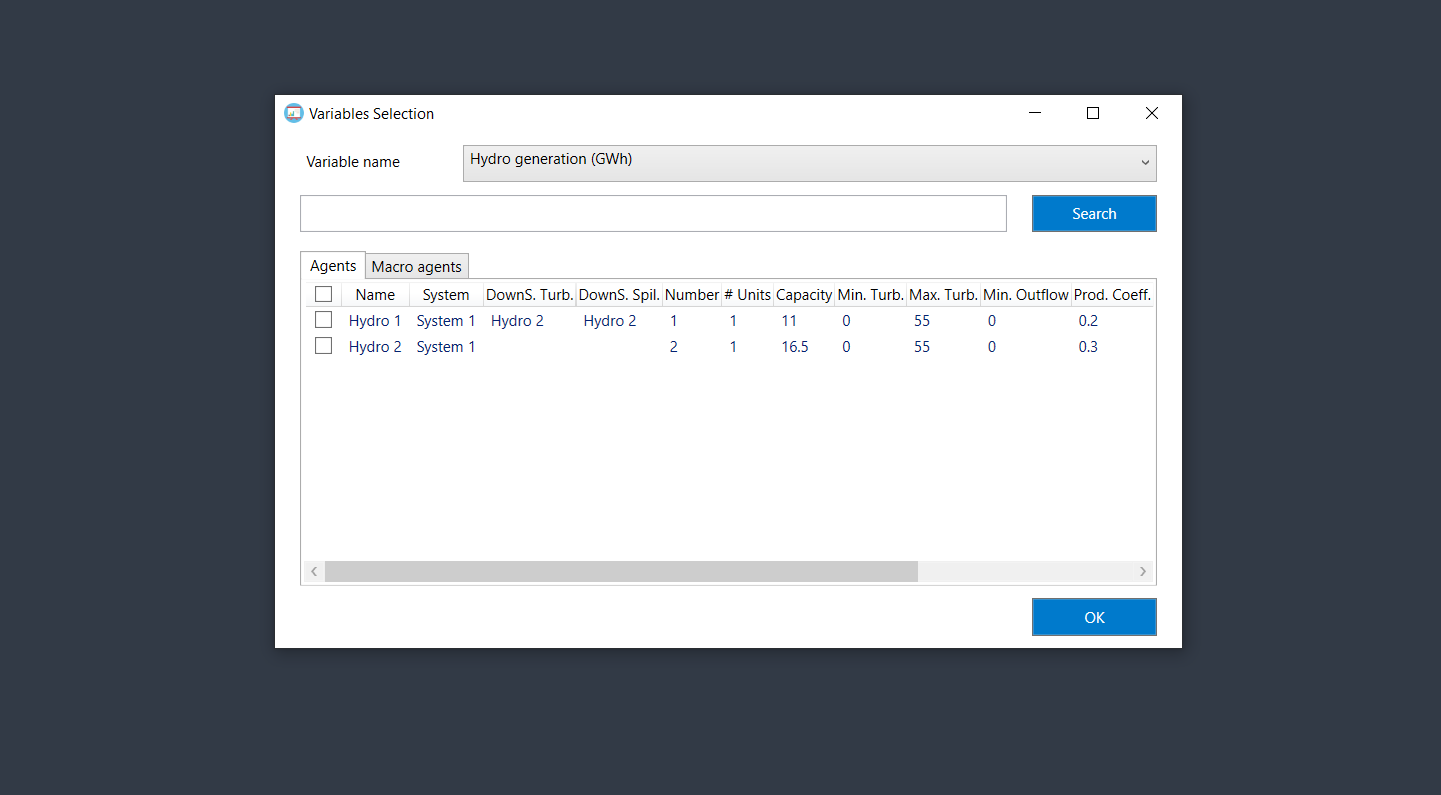 Variables Selection
Variable name Hydro generation (GWh)
Search
Agents Macro agents
Name System DownS. Turb. DownS. Spil. Number # Units Capacity Min. Turb. Max. Turb. Min. Outflow Prod. Coeff.
Hydro 1 System 1 Hydro 2 Hydro 2 1 1 11 0 55 0 0.2
Hydro 2 System 1 2 1 16.5 0 55 0 0.3
OK